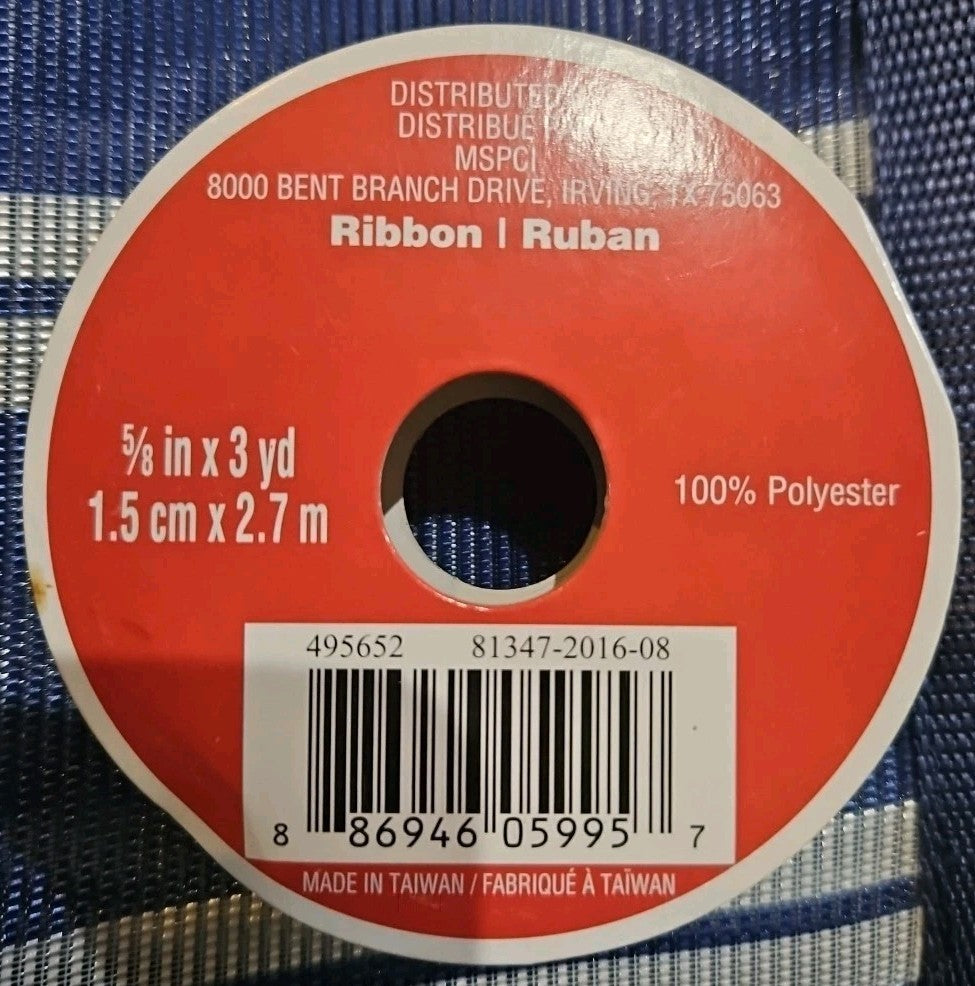 DISTRIBUTED
DISTRIBUÉ PAR
MSPCI
8000 BENT BRANCH DRIVE, IRVING, TX 75063
Ribbon | Ruban
5/8 in x 3 yd
1.5 cm x 2.7 m
100% Polyester
495652 81347-2016-08
8 86946 05995 7
MADE IN TAIWAN / FABRIQUÉ À TAÏWAN